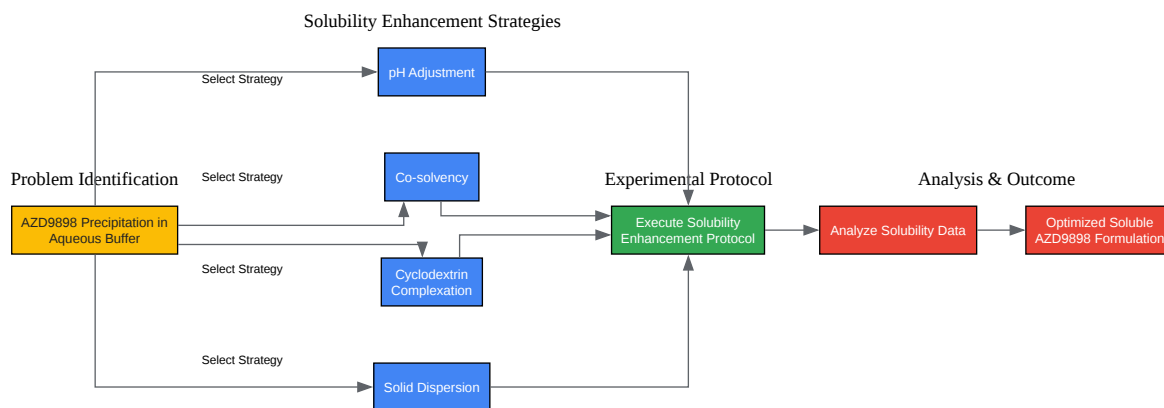 Solubility Enhancement Strategies
Select Strategy
pH Adjustment
Problem Identification
Select Strategy
Co-solvency
Experimental Protocol
Analysis & Outcome
AZD9898 Precipitation in
Aqueous Buffer
Execute Solubility
Enhancement Protocol
Analyze Solubility Data
Optimized Soluble
AZD9898 Formulation
Select Strategy
Cyclodextrin
Complexation
Select Strategy
Solid Dispersion